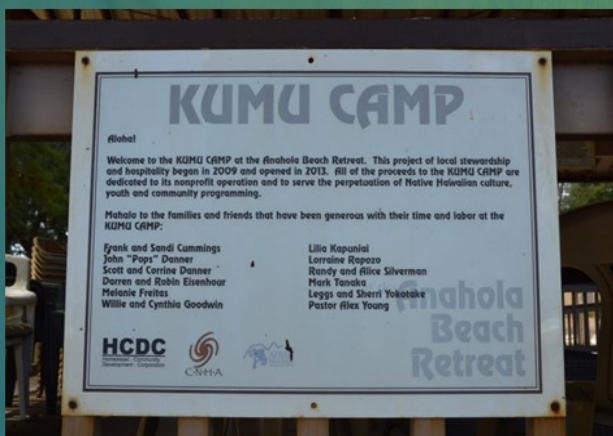 KUMU CAMP
Aloha!
Welcome to the KUMU CAMP at the Anahola Beach Retreat. This project of local stewardship
and hospitality began in 2009 and opened in 2013. All of the proceeds to the KUMU CAMP are
dedicated to its nonprofit operation and to serve the perpetuation of Native Hawaiian culture,
youth and community programming.
Mahalo to the families and friends that have been generous with their time and labor at the
KUMU CAMP:
Frank and Sandi Cummings
John "Pops" Danner
Scott and Corrine Danner
Darren and Robin Eisenhour
Melanie Freitas
Willie and Cynthia Goodwin
Lilia Kapuniai
Lorraine Rapozo
Randy and Alice Silverman
Mark Tanaka
Leggs and Sherri Yokotake
Pastor Alex Young
Anahola
Beach
Retreat
HCDC
Homestead Community
Development Corporation
C·N·H·A